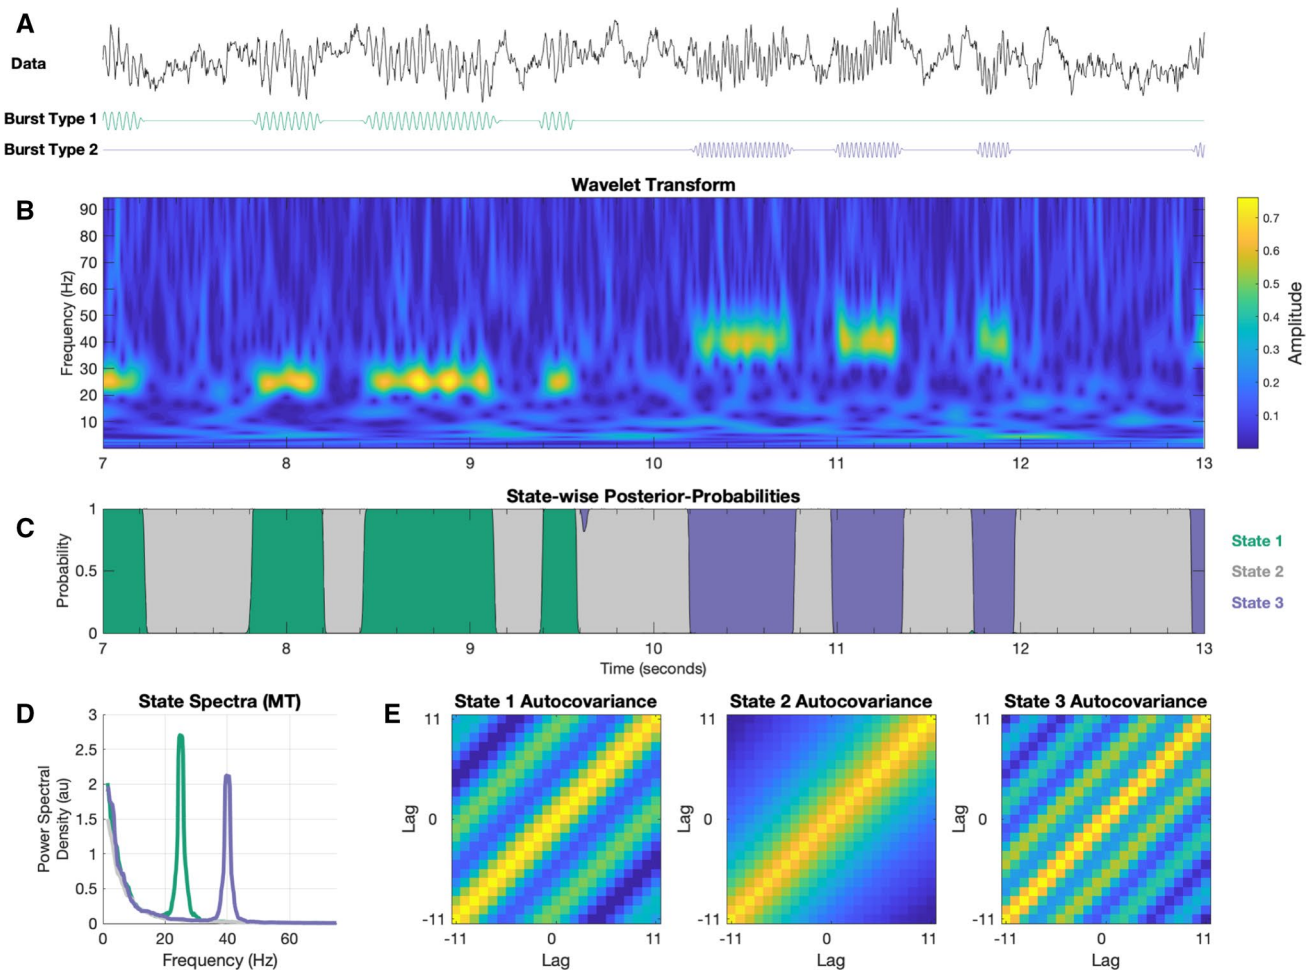 A
Data
Burst Type 1
Burst Type 2
Wavelet Transform
B
Frequency (Hz)
90
80
70
60
50
40
30
20
10
7 8 9 10 11 12 13
0.7
0.6
0.5
0.4
0.3
0.2
0.1
Amplitude
State-wise Posterior-Probabilities
C
Probability
1
0.5
0
7 8 9 10 11 12 13
Time (seconds)
State 1
State 2
State 3
D
State Spectra (MT)
Power Spectral
Density (au)
3
2.5
2
1.5
1
0.5
0
0 20 40 60
Frequency (Hz)
E
State 1 Autocovariance
Lag
11
0
-11
-11 0 11
Lag
State 2 Autocovariance
Lag
11
0
-11
-11 0 11
Lag
State 3 Autocovariance
Lag
11
0
-11
-11 0 11
Lag